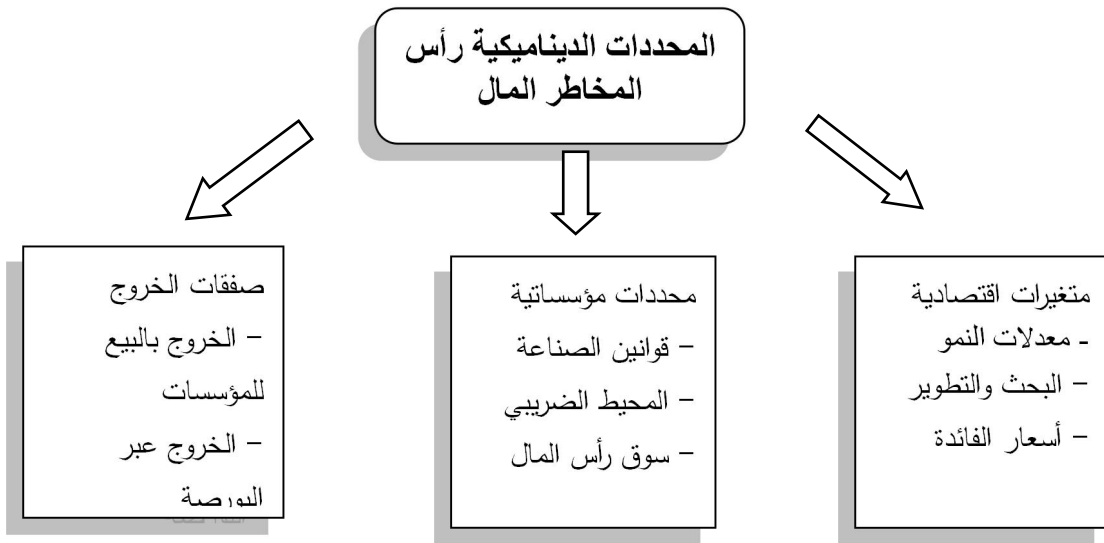 المحددات الديناميكية رأس
المخاطر المال
متغيرات اقتصادية
- معدلات النمو
- البحث والتطوير
- أسعار الفائدة
محددات مؤسساتية
- قوانين الصناعة
- المحيط الضريبي
- سوق رأس المال
صفقات الخروج
- الخروج بالبيع
للمؤسسات
- الخروج عبر
البورصة